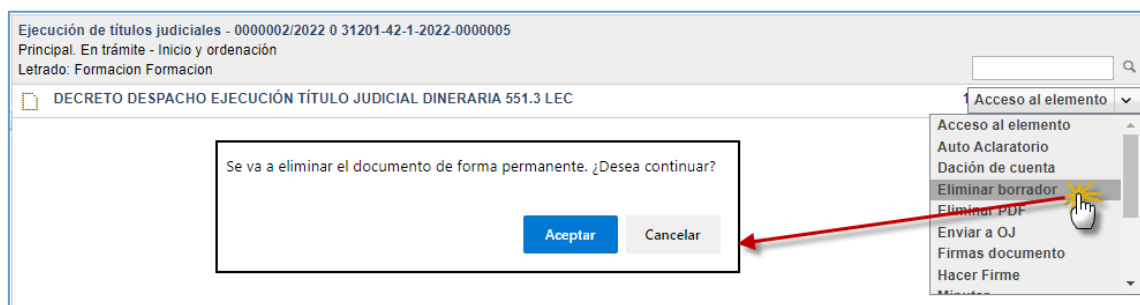 Ejecución de títulos judiciales - 0000002/2022 0 31201-42-1-2022-0000005
Principal. En trámite - Inicio y ordenación
Letrado: Formacion Formacion
DECRETO DESPACHO EJECUCIÓN TÍTULO JUDICIAL DINERARIA 551.3 LEC
1 Acceso al elemento
Acceso al elemento
Auto Aclaratorio
Dación de cuenta
Eliminar borrador
Eliminar PDF
Enviar a OJ
Firmas documento
Hacer Firme
Se va a eliminar el documento de forma permanente. ¿Desea continuar?
Aceptar Cancelar